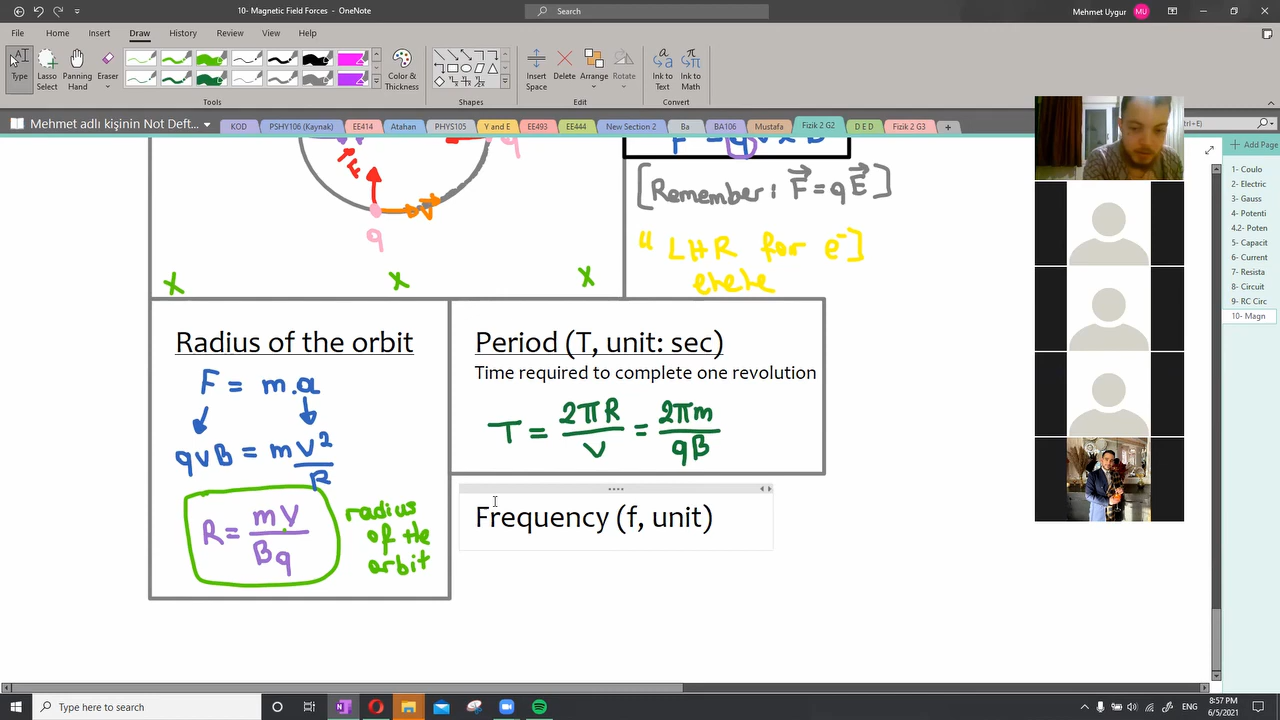 10- Magnetic Field Forces - OneNote
Search
Mehmet Uygur
MU
File
Home
Insert
Draw
History
Review
View
Help
Type
Lasso Select
Panning Hand
Eraser
Color & Thickness
Insert Space
Delete
Arrange
Rotate
Ink to Text
Ink to Math
Tools
Shapes
Edit
Convert
Mehmet adlı kişinin Not Deft...
KOD
PSHY106 (Kaynak)
EE414
Atahan
PHYS105
Y and E
EE493
EE444
New Section 2
Ba
BA106
Mustafa
Fizik 2 G2
D E D
Fizik 2 G3
+
Ctrl+E)
Add Page
1- Coulo
2- Electric
3- Gauss
4- Potenti
4.2- Poten
5- Capacit
6- Current
7- Resista
8- Circuit
9- RC Circ
10- Magn
F = q V x B
[Remember: F = q E]
" LHR for e-]
ehehe
F
V
q
q
x
x
x
Radius of the orbit
F = m.a
qvB = m v²/R
R = mv/Bq
radius
of the
orbit
Period (T, unit: sec)
Time required to complete one revolution
T = 2πR/v = 2πm/qB
Frequency (f, unit)
Type here to search
ENG
8:57 PM
6/5/2021